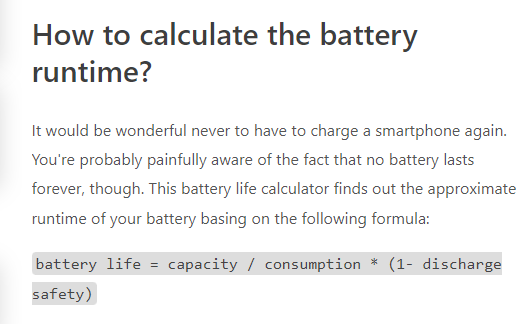 How to calculate the battery
runtime?
It would be wonderful never to have to charge a smartphone again.
You're probably painfully aware of the fact that no battery lasts
forever, though. This battery life calculator finds out the approximate
runtime of your battery basing on the following formula:
battery life = capacity / consumption * (1- discharge
safety)